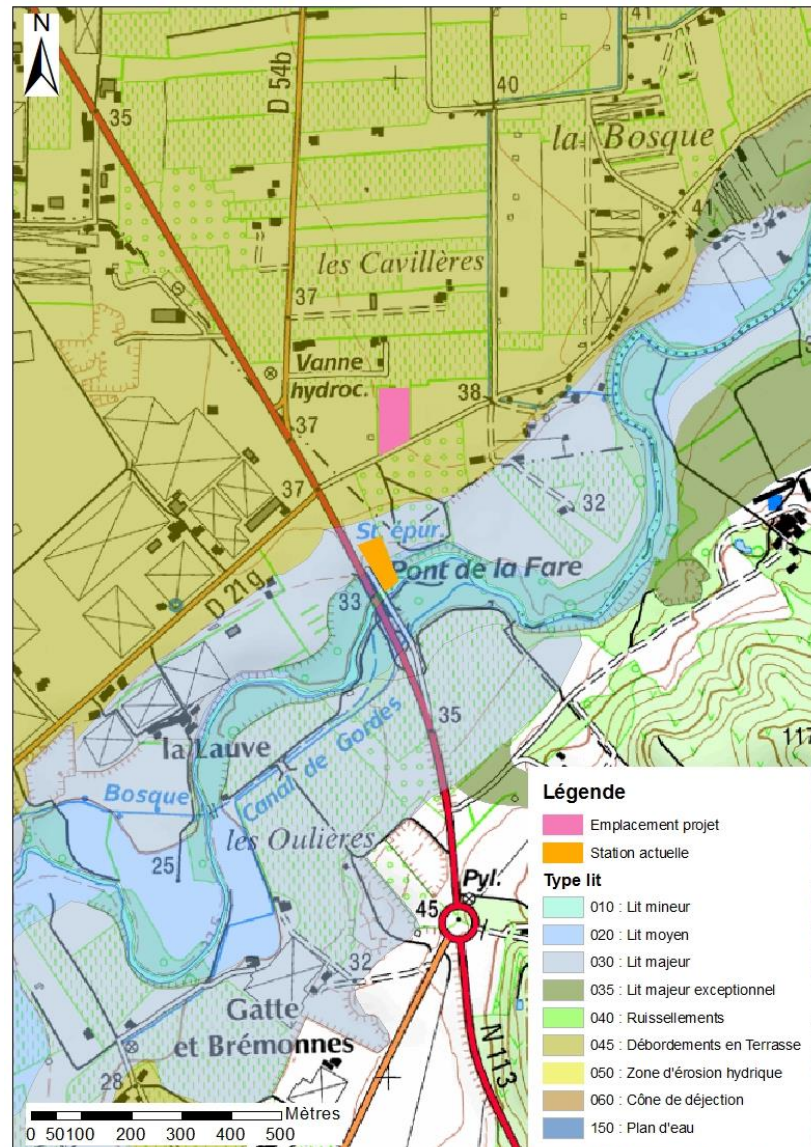 N
41
35
D 54b
40
la Bosque
41
les Cavillères
37
Vanne
hydroc.
38
37
37
32
St épur.
Pont de la Fare
33
D 21g
35
117
la Lauve
Canal de Gordes
Bosque
les Oulières
25
Pyl.
45
32
Gatte
et Brémonnes
N 113
28
Mètres
0 50100 200 300 400 500
Légende
Emplacement projet
Station actuelle
Type lit
010 : Lit mineur
020 : Lit moyen
030 : Lit majeur
035 : Lit majeur exceptionnel
040 : Ruissellements
045 : Débordements en Terrasse
050 : Zone d'érosion hydrique
060 : Cône de déjection
150 : Plan d'eau